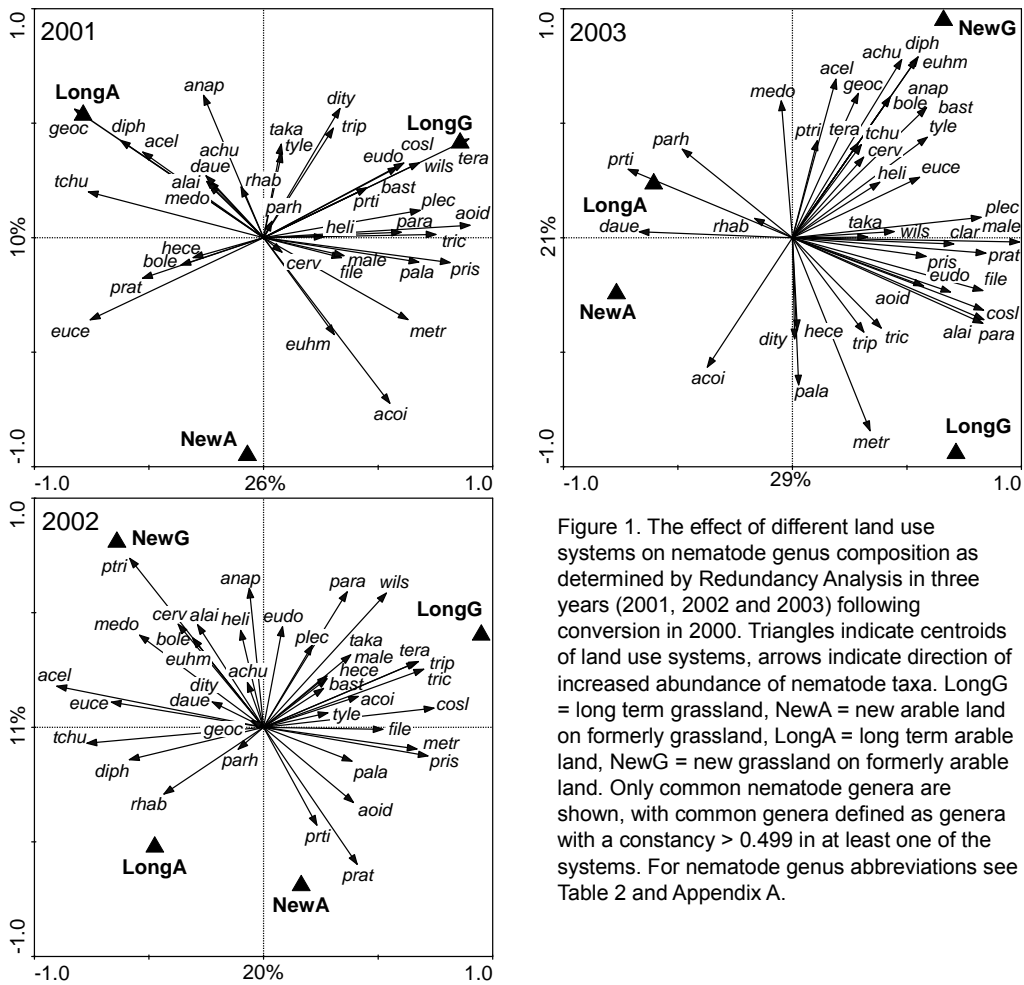 2001
1.0
10%
-1.0
-1.0
26%
1.0
LongA
geoc
diph
acel
anap
achu
daue
alai
medo
tchu
rhab
taka
tyle
dity
trip
LongG
cosl
eudo
wils
tera
bast
prti
parh
plec
aoid
heli
para
tric
hece
bole
prat
euce
cerv
male
file
pala
pris
euhm
metr
acoi
NewA
2003
1.0
21%
-1.0
-1.0
29%
1.0
NewG
diph
achu
euhm
acel
geoc
medo
anap
bole
bast
ptri
tera
tchu
tyle
cerv
parh
prti
heli
euce
LongA
daue
rhab
taka
wils
plec
clar
male
prat
pris
eudo
file
NewA
aoid
cosl
dity
hece
trip
tric
alai
para
acoi
pala
metr
LongG
2002
1.0
11%
-1.0
-1.0
20%
1.0
NewG
ptri
anap
para
wils
LongG
cerv
alai
heli
eudo
medo
bole
plec
euhm
taka
tera
male
trip
acel
achu
hece
tric
dity
bast
euce
daue
acoi
cosl
tyle
geoc
file
tchu
metr
diph
parh
pris
pala
rhab
aoid
prti
LongA
prat
NewA
Figure 1. The effect of different land use
systems on nematode genus composition as
determined by Redundancy Analysis in three
years (2001, 2002 and 2003) following
conversion in 2000. Triangles indicate centroids
of land use systems, arrows indicate direction of
increased abundance of nematode taxa. LongG
= long term grassland, NewA = new arable land
on formerly grassland, LongA = long term arable
land, NewG = new grassland on formerly arable
land. Only common nematode genera are
shown, with common genera defined as genera
with a constancy > 0.499 in at least one of the
systems. For nematode genus abbreviations see
Table 2 and Appendix A.